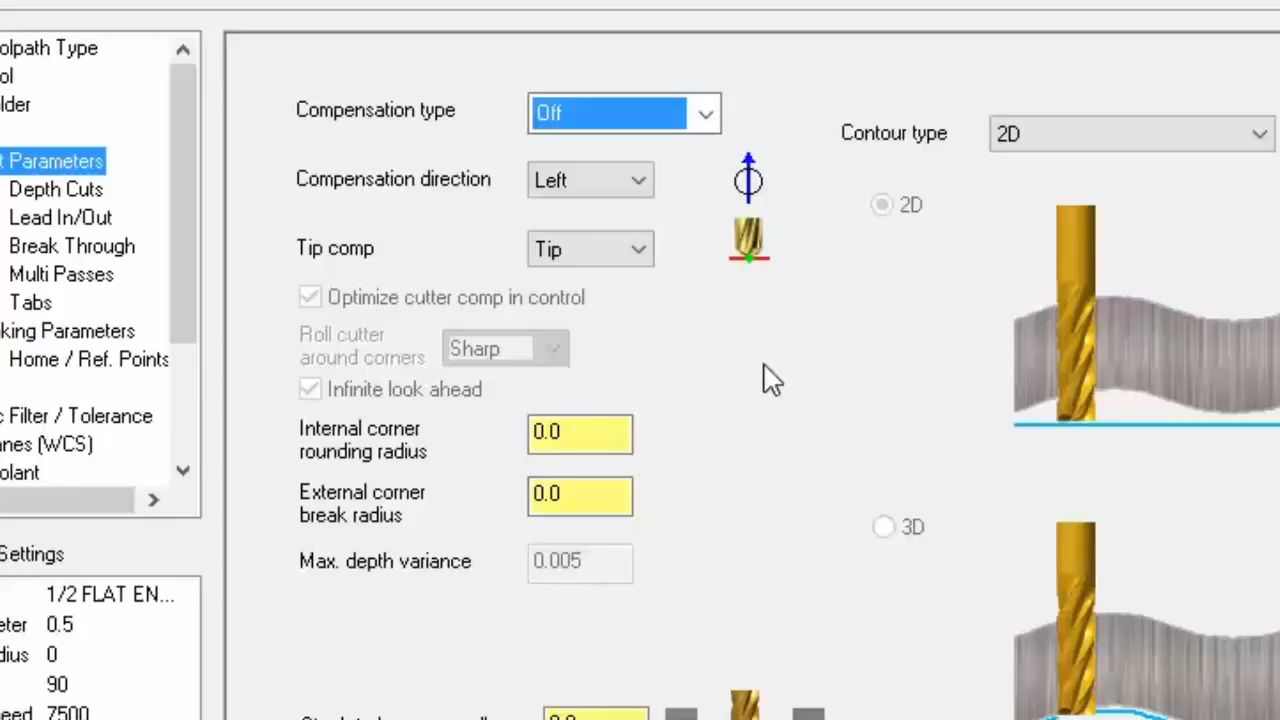 olpath Type
ol
lder
t Parameters
Depth Cuts
Lead In/Out
Break Through
Multi Passes
Tabs
king Parameters
Home / Ref. Points
c Filter / Tolerance
nes (WCS)
olant
Settings
1/2 FLAT EN...
eter 0.5
dius 0
90
eed 7500
Compensation type Off
Compensation direction Left
Tip comp Tip
Optimize cutter comp in control
Roll cutter
around corners Sharp
Infinite look ahead
Internal corner
rounding radius 0.0
External corner
break radius 0.0
Max. depth variance 0.005
Contour type 2D
2D
3D